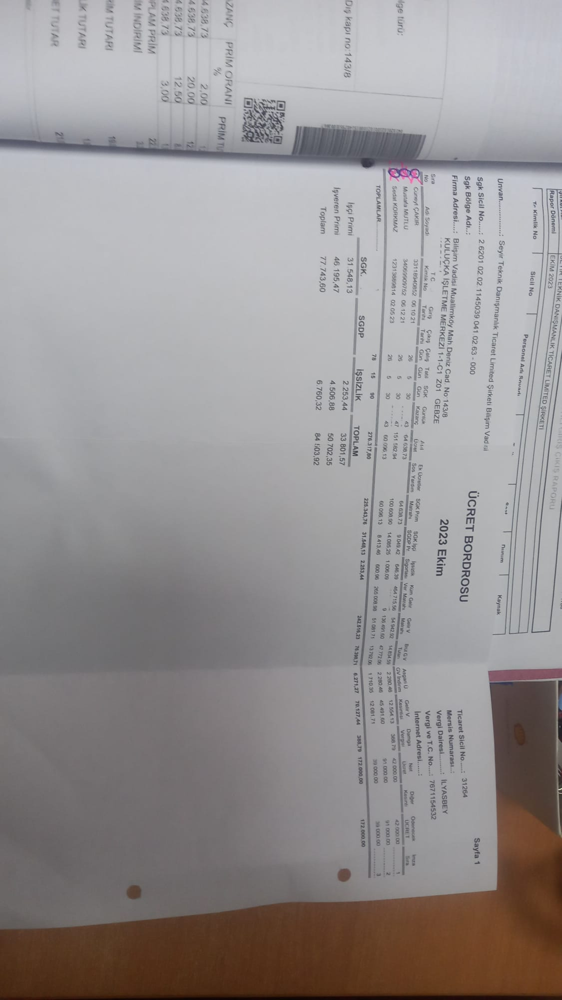 GİRİŞ ÇIKIŞ RAPORU
TEKNİK DANIŞMANLIK TİCARET LİMİTED ŞİRKETİ
Rapor Dönemi EKİM 2023
Tc Kimlik No Sicil No Personel Adı Soyadı Durum Kaynak
Sayfa 1
Unvan...............: Seyir Teknik Danışmanlık Ticaret Limited Şirketi Bilişim Vadisi
Sgk Sicil No.....: 2.6201.02.02.1145039.041.02.63 - 000
Sgk Bölge Adı..:
Firma Adresi....: Bilişim Vadisi Muallimköy Mah.Deniz Cad. No:143/8
KULUÇKA İŞLETME MERKEZİ 1-1-C1 Z01 GEBZE
ÜCRET BORDROSU
2023 Ekim
Ticaret Sicil No.....: 31264
Mersis Numarası..:
Vergi Dairesi..........: İLYASBEY
Vergi ve T.C. No....: 7671154532
İnternet Adresi......:
Sıra No Adı Soyadı T.C. Kimlik No Giriş Tarihi Çıkış Tarihi Çalış Gün Tatil Gün SGK Gün Günlük Kazanç Asıl Ücret Ek Ücretler Sos. Yardım SGK Prim Matrahı SGK İşçi SGDP Pr. İşsizlik Sigortası Küm Gelir Ver. Matrahı Gelir V Matrahı Brüt G V Tutarı Asgari Ü GV İndirim Gelir V Kesintisi Damga Vergisi Net Ücret Diğer Kesinti Ödenecek ÜCRET İmza Sıra
Cüneyt ÇAKIR 33118940852 06 10 21 26 5 30 43 64 638,73 64 638,73 9 049,42 646,39 464 715,56 54 942,92 14 834,59 2 280,46 12 554,13 388,79 42 000,00 42 000,00 1
Mustafa MUTLU 34069909752 06 12 21 26 5 30 47 151 582,94 100 608,90 14 085,25 1 006,09 9 136 491,60 47 772,06 2 280,46 45 491,60 91 000,00 91 000,00 2
Sedat KORKMAZ 12313889814 02 05 23 26 5 30 43 60 096,13 60 096,13 8 413,46 600,96 265 008,98 51 081,71 13 792,06 1 710,35 12 081,71 39 000,00 39 000,00 3
TOPLAMLAR.............. 78 15 90 276.317,80 225.343,76 31.548,13 2.253,44 242.516,23 76.398,71 6.271,27 70.127,44 388,79 172.000,00 172.000,00
SGK. SGDP İŞSİZLİK TOPLAM
İşçi Primi 31.548,13 2.253,44 33 801,57
İşveren Primi 46.195,47 4.506,88 50 702,35
Toplam 77.743,60 6.760,32 84 503,92
lge türü:
Dış kapı no:143/8
AZANÇ PRİM ORANI % PRİM TU
4.638,73 2,00 1
4.638,73 20,00 12
4.638,73 12,50 8
4.638,73 3,00 1
PLAM PRİM 22
İM İNDİRİMİ 3
RİM TUTARI 19
LIK TUTARI 1
ET TUTAR 21